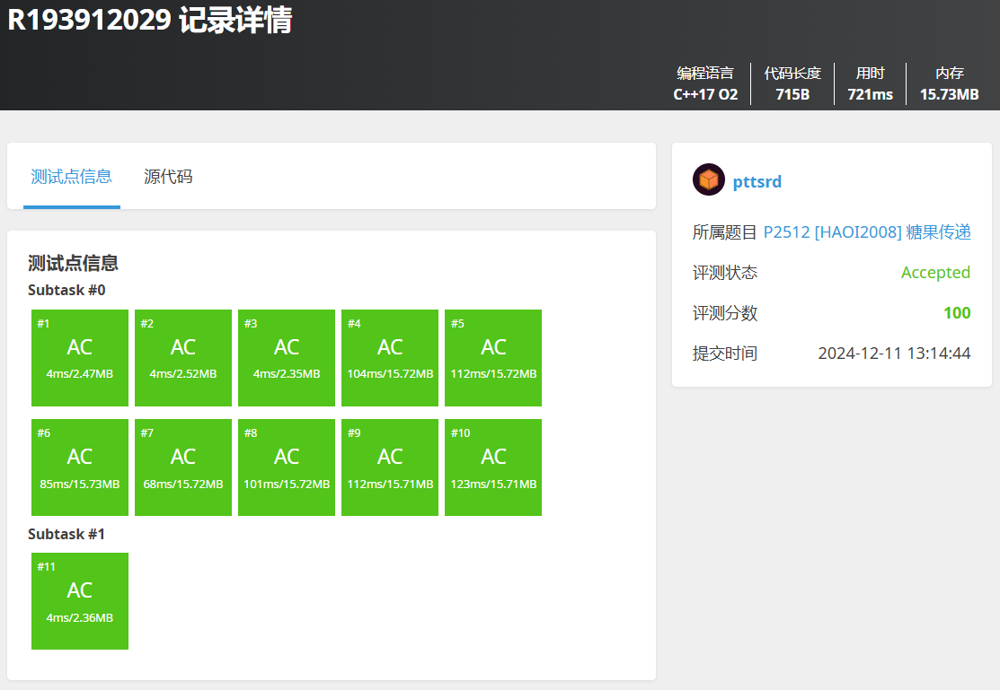 R193912029 记录详情
编程语言 代码长度 用时 内存
C++17 O2 715B 721ms 15.73MB
测试点信息 源代码
测试点信息
Subtask #0
#1 #2 #3 #4 #5
AC AC AC AC AC
4ms/2.47MB 4ms/2.52MB 4ms/2.35MB 104ms/15.72MB 112ms/15.72MB
#6 #7 #8 #9 #10
AC AC AC AC AC
85ms/15.73MB 68ms/15.72MB 101ms/15.72MB 112ms/15.71MB 123ms/15.71MB
Subtask #1
#11
AC
4ms/2.36MB
pttsrd
所属题目 P2512 [HAOI2008] 糖果传递
评测状态 Accepted
评测分数 100
提交时间 2024-12-11 13:14:44